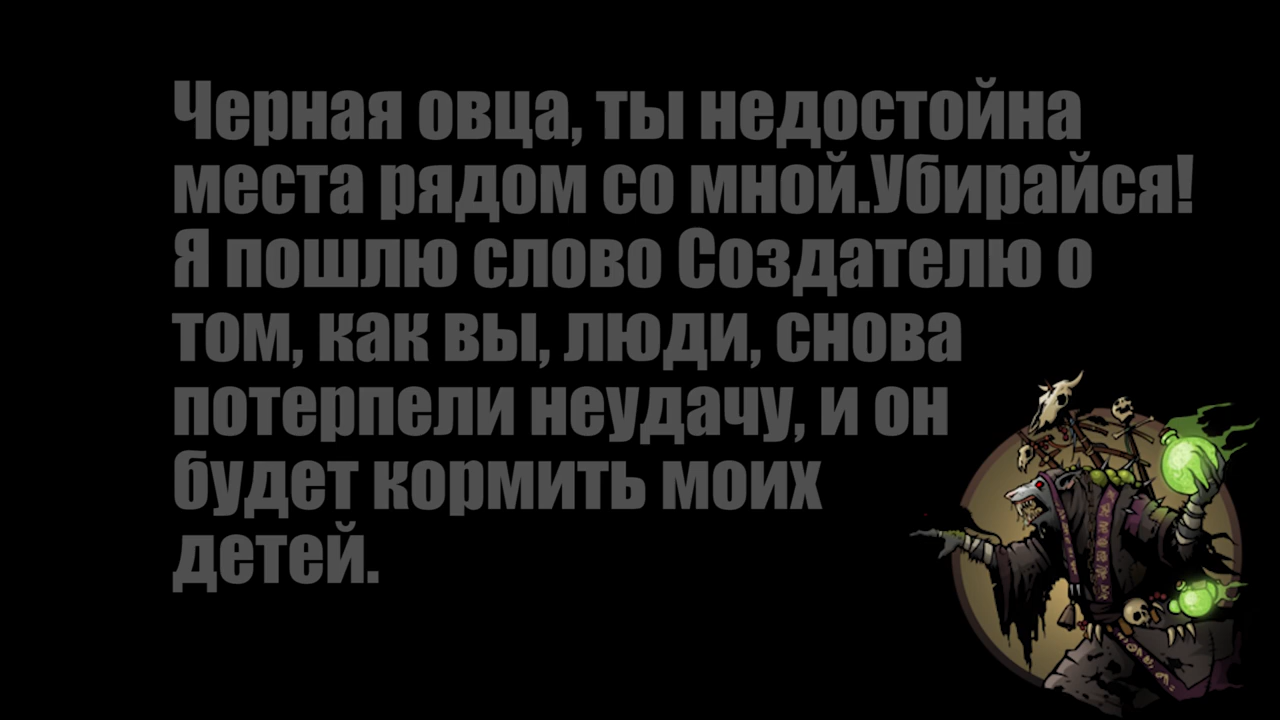 Черная овца, ты недостойна
места рядом со мной.Убирайся!
Я пошлю слово Создателю о
том, как вы, люди, снова
потерпели неудачу, и он
будет кормить моих
детей.